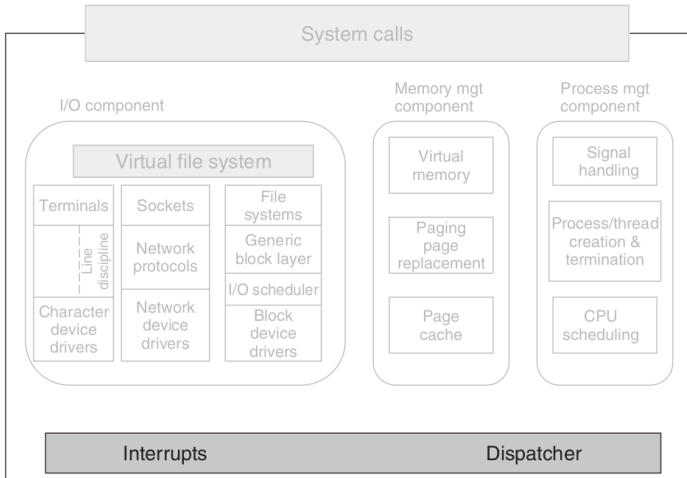 System calls
I/O component
Memory mgt
component
Process mgt
component
Virtual file system
Terminals
Line
discipline
Character
device
drivers
Sockets
Network
protocols
Network
device
drivers
File
systems
Generic
block layer
I/O scheduler
Block
device
drivers
Virtual
memory
Paging
page
replacement
Page
cache
Signal
handling
Process/thread
creation &
termination
CPU
scheduling
Interrupts
Dispatcher